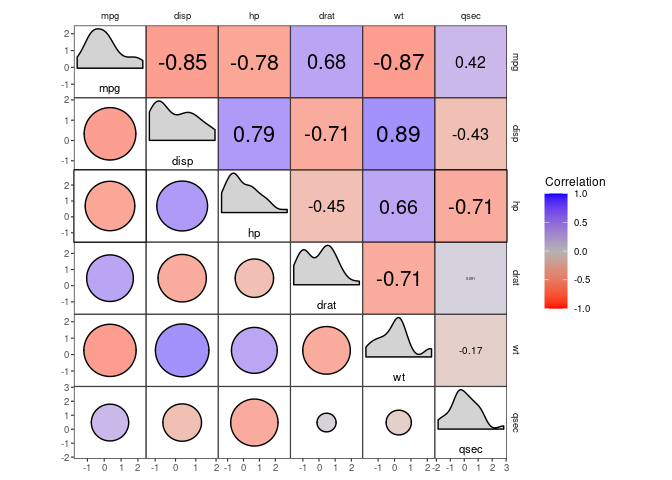 mpg disp hp drat wt qsec
2 1 0 -1 mpg -0.85 -0.78 0.68 -0.87 0.42 mpg
2 1 0 -1 disp 0.79 -0.71 0.89 -0.43 disp
2 1 0 -1 hp -0.45 0.66 -0.71 hp
2 1 0 -1 drat -0.71 drat
2 1 0 -1 wt -0.17 wt
3 2 1 0 -1 -2 qsec qsec
-1 0 1 2 -1 0 1 2 -1 0 1 2 -1 0 1 2 -1 0 1 2 -2 -1 0 1 2 3
Correlation
1.0
0.5
0.0
-0.5
-1.0